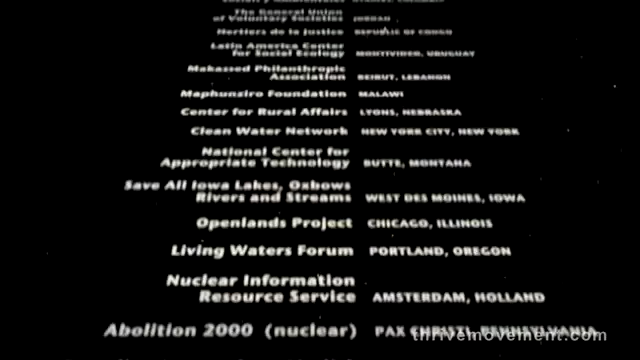 The General Union
of Voluntary Societies JORDAN
Hertiers de la Justice REPUBLIC OF CONGO
Latin America Center
for Social Ecology MONTIVIDEO, URUGUAY
Makassed Philanthropic
Association BEIRUT, LEBANON
Maphunziro Foundation MALAWI
Center for Rural Affairs LYONS, NEBRASKA
Clean Water Network NEW YORK CITY, NEW YORK
National Center for
Appropriate Technology BUTTE, MONTANA
Save All Iowa Lakes, Oxbows
Rivers and Streams WEST DES MOINES, IOWA
Openlands Project CHICAGO, ILLINOIS
Living Waters Forum PORTLAND, OREGON
Nuclear Information
Resource Service AMSTERDAM, HOLLAND
Abolition 2000 (nuclear) PAX CHRISTI, PENNSYLVANIA
thrivemovement.com